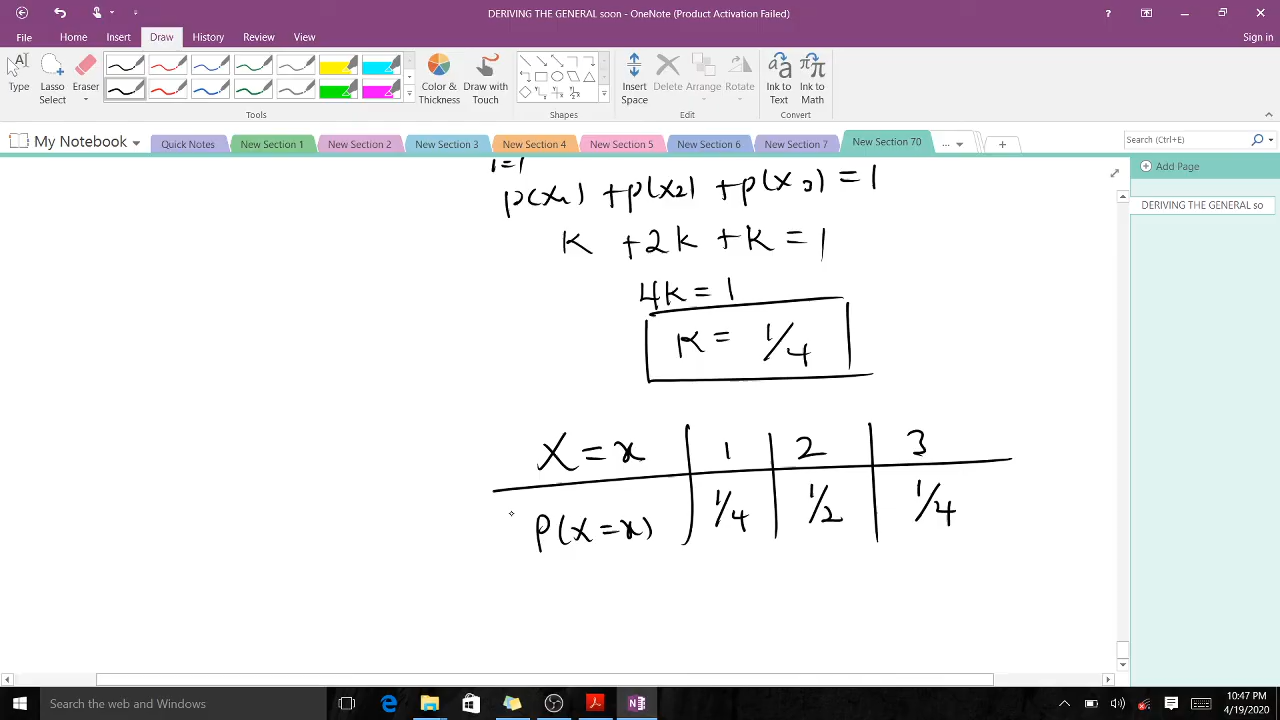 DERIVING THE GENERAL soon - OneNote (Product Activation Failed)
? Sign in
File Home Insert Draw History Review View
Type Lasso Select Eraser Color & Thickness Draw with Touch Insert Space Delete Arrange Rotate Ink to Text Ink to Math
Tools Shapes Edit Convert
My Notebook Quick Notes New Section 1 New Section 2 New Section 3 New Section 4 New Section 5 New Section 6 New Section 7 New Section 70 ... + Search (Ctrl+E)
Add Page
DERIVING THE GENERAL so
i=1
p(x1) + p(x2) + p(x3) = 1
K + 2K + K = 1
4K = 1
K = 1/4
X = x 1 2 3
P(X = x) 1/4 1/2 1/4
Search the web and Windows
10:47 PM
4/19/2020